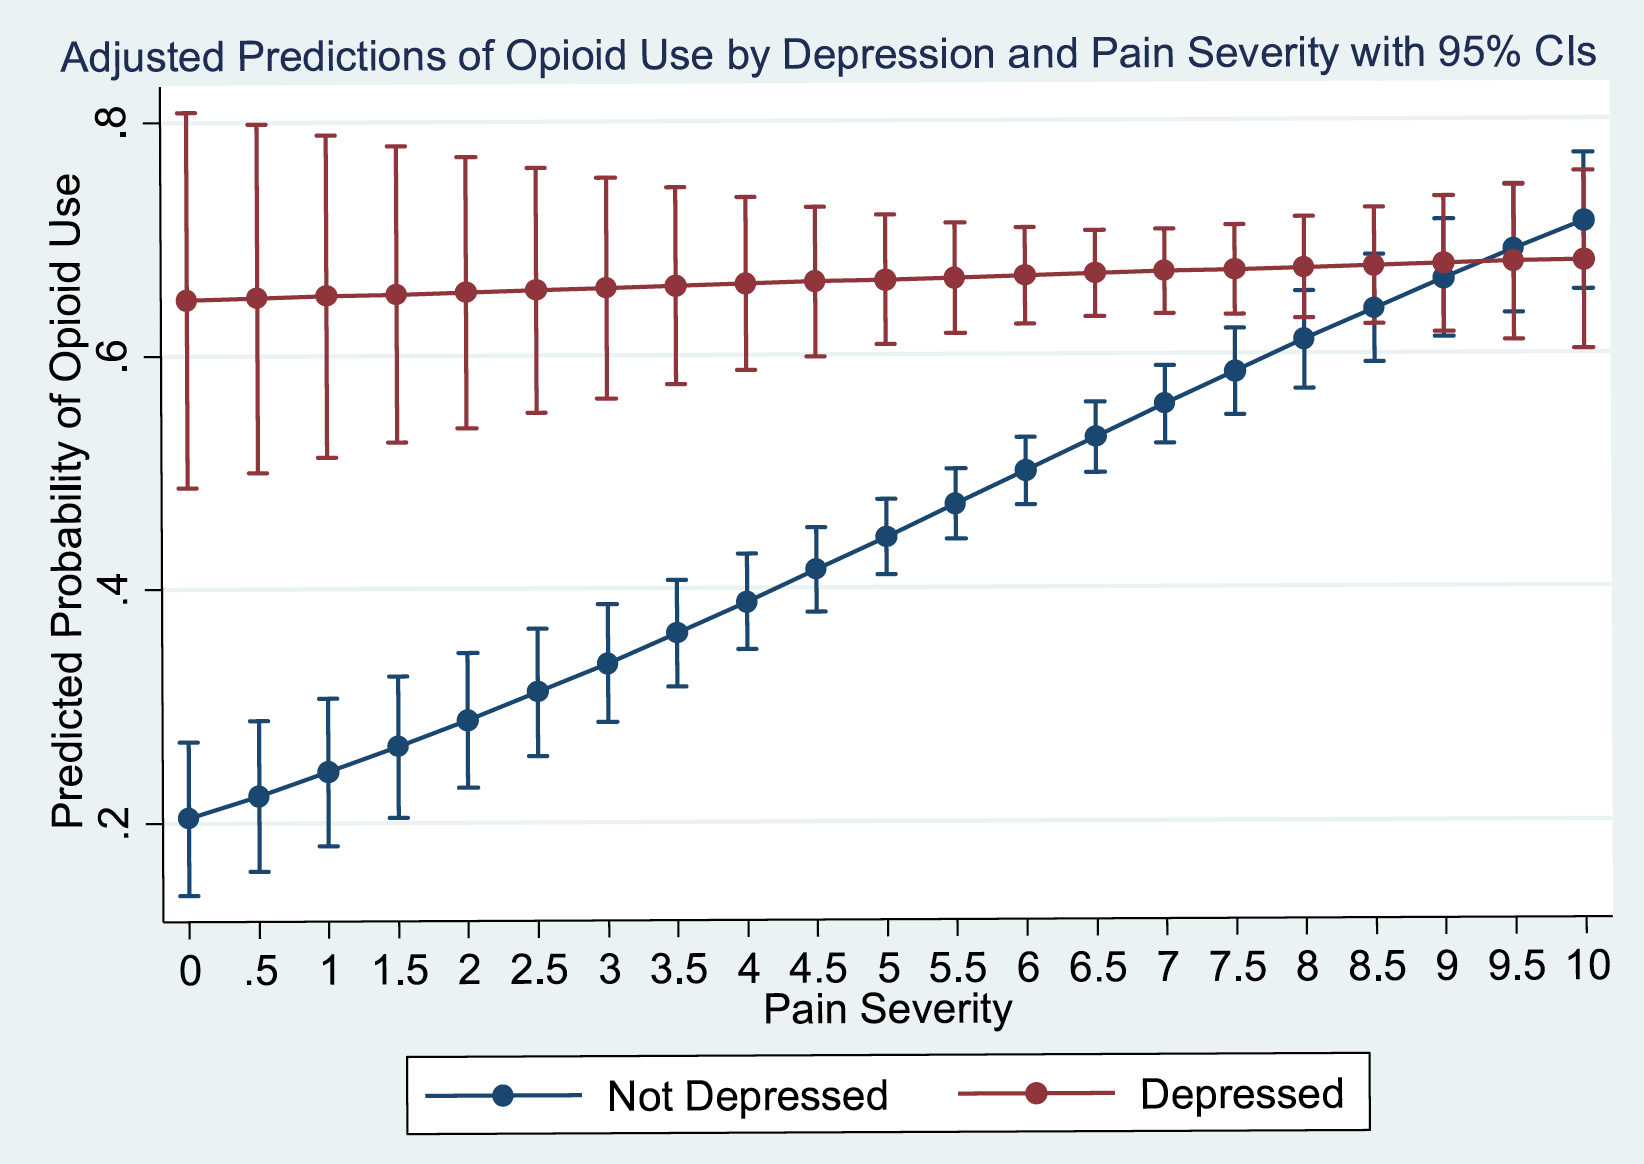 Adjusted Predictions of Opioid Use by Depression and Pain Severity with 95% CIs
Predicted Probability of Opioid Use
.8
.6
.4
.2
0 .5 1 1.5 2 2.5 3 3.5 4 4.5 5 5.5 6 6.5 7 7.5 8 8.5 9 9.5 10
Pain Severity
Not Depressed Depressed